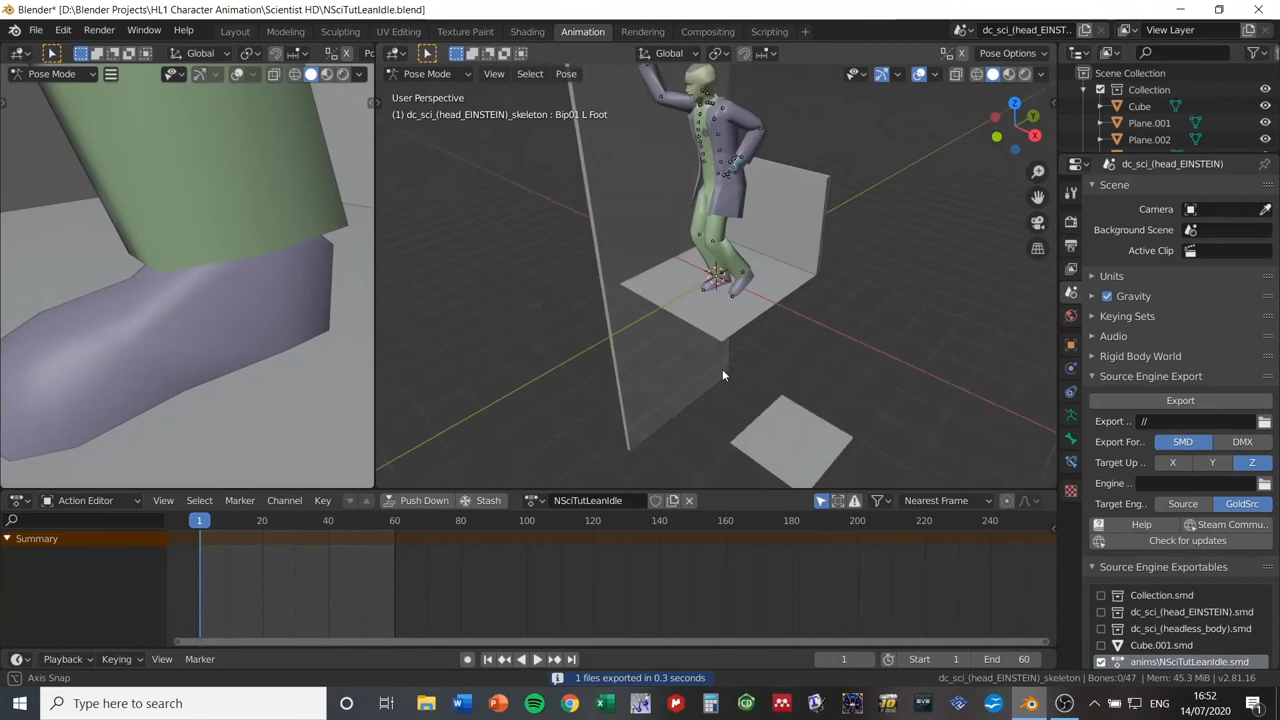 Blender* [D:\Blender Projects\HL1 Character Animation\Scientist HD\NSciTutLeanIdle.blend]
File Edit Render Window Help Layout Modeling Sculpting UV Editing Texture Paint Shading Animation Rendering Compositing Scripting + dc_sci_(head_EINST.. View Layer
Global Po Global Pose Options
Pose Mode Pose Mode View Select Pose Scene Collection
Collection
User Perspective
Cube
(1) dc_sci_(head_EINSTEIN)_skeleton : Bip01 L Foot
Plane.001
Plane.002
dc_sci_(head_EINSTEIN)
Scene
Camera
Background Scene
Active Clip
Units
Gravity
Keying Sets
Audio
Rigid Body World
Source Engine Export
Export
Export .. //
Export For.. SMD DMX
Target Up .. X Y Z
Engine ..
Target Eng.. Source GoldSrc
Help Steam Commu..
Check for updates
Source Engine Exportables
Collection.smd
dc_sci_(head_EINSTEIN).smd
dc_sci_(headless_body).smd
Cube.001.smd
anims\NSciTutLeanIdle.smd
Action Editor View Select Marker Channel Key Push Down Stash NSciTutLeanIdle Nearest Frame
1 20 40 60 80 100 120 140 160 180 200 220 240
Summary
Playback Keying View Marker 1 Start 1 End 60
Axis Snap 1 files exported in 0.3 seconds dc_sci_(head_EINSTEIN)_skeleton | Bones:0/47 | Mem: 45.3 MiB | v2.81.16
Type here to search ENG 16:52
14/07/2020